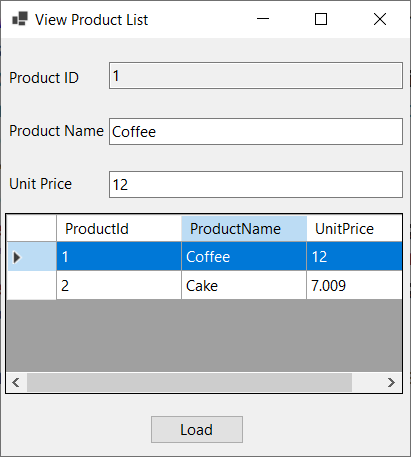 View Product List
Product ID 1
Product Name Coffee
Unit Price 12
ProductId ProductName UnitPrice
1 Coffee 12
2 Cake 7.009
Load